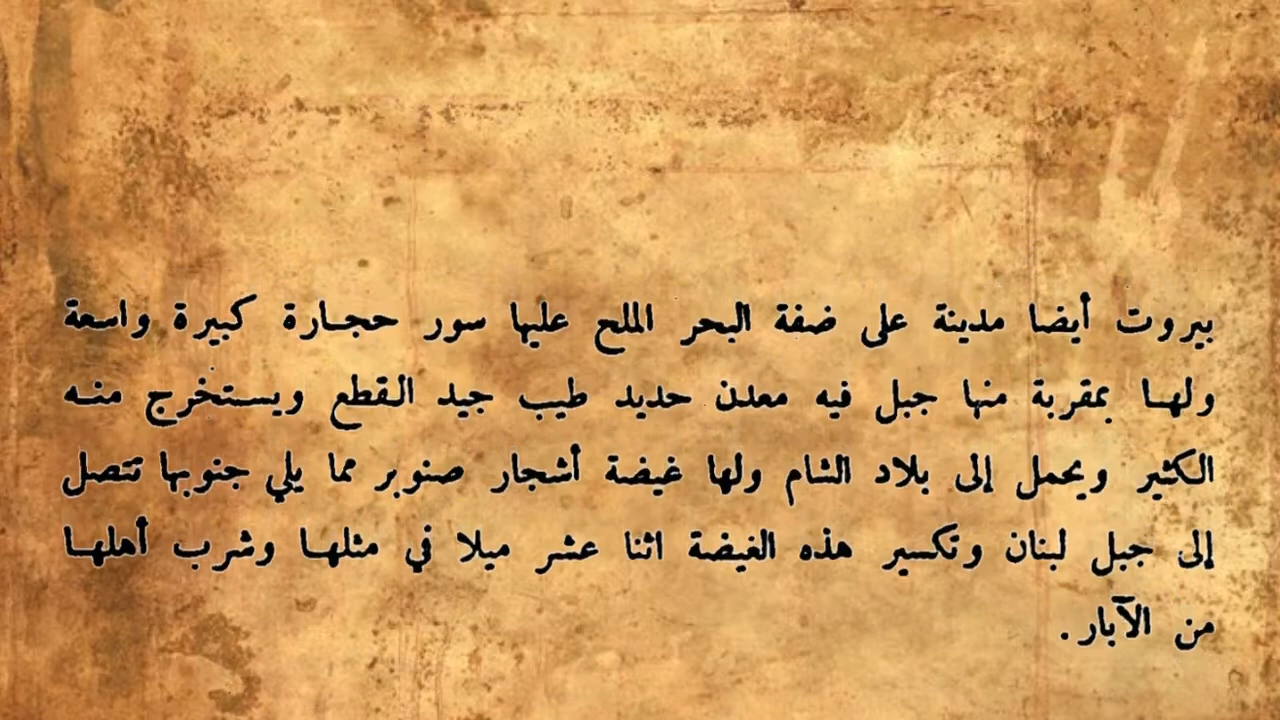 بيروت أيضا مدينة على ضفة البحر الملح عليها سور حجارة كبيرة واسعة
ولها بمقربة منها جبل فيه معدن حديد طيب جيد القطع ويستخرج منه
الكثير ويحمل إلى بلاد الشام ولها غيضة أشجار صنوبر مما يلي جنوبها تتصل
إلى جبل لبنان وتكسير هذه الغيضة اثنا عشر ميلا في مثلها وشرب أهلها
من الآبار.